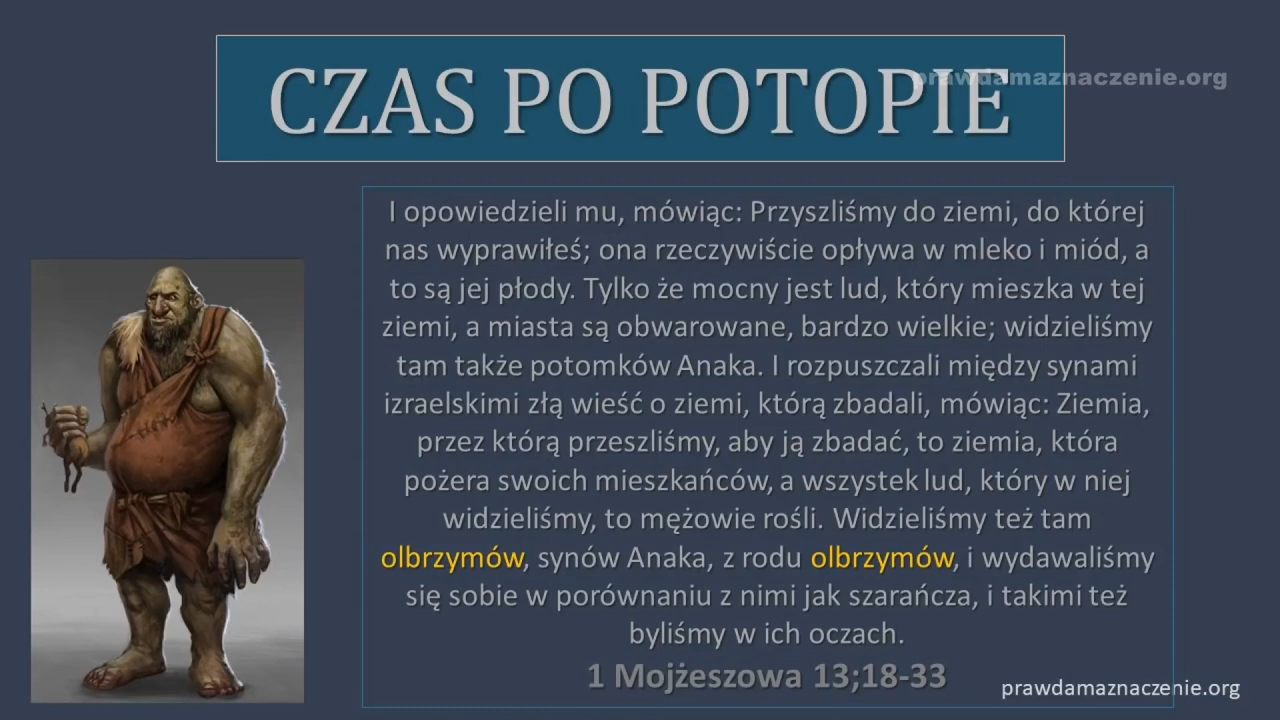 CZAS PO POTOPIE
prawdamaznaczenie.org
I opowiedzieli mu, mówiąc: Przyszliśmy do ziemi, do której
nas wyprawiłeś; ona rzeczywiście opływa w mleko i miód, a
to są jej płody. Tylko że mocny jest lud, który mieszka w tej
ziemi, a miasta są obwarowane, bardzo wielkie; widzieliśmy
tam także potomków Anaka. I rozpuszczali między synami
izraelskimi złą wieść o ziemi, którą zbadali, mówiąc: Ziemia,
przez którą przeszliśmy, aby ją zbadać, to ziemia, która
pożera swoich mieszkańców, a wszystek lud, który w niej
widzieliśmy, to mężowie rośli. Widzieliśmy też tam
olbrzymów, synów Anaka, z rodu olbrzymów, i wydawaliśmy
się sobie w porównaniu z nimi jak szarańcza, i takimi też
byliśmy w ich oczach.
1 Mojżeszowa 13;18-33
prawdamaznaczenie.org